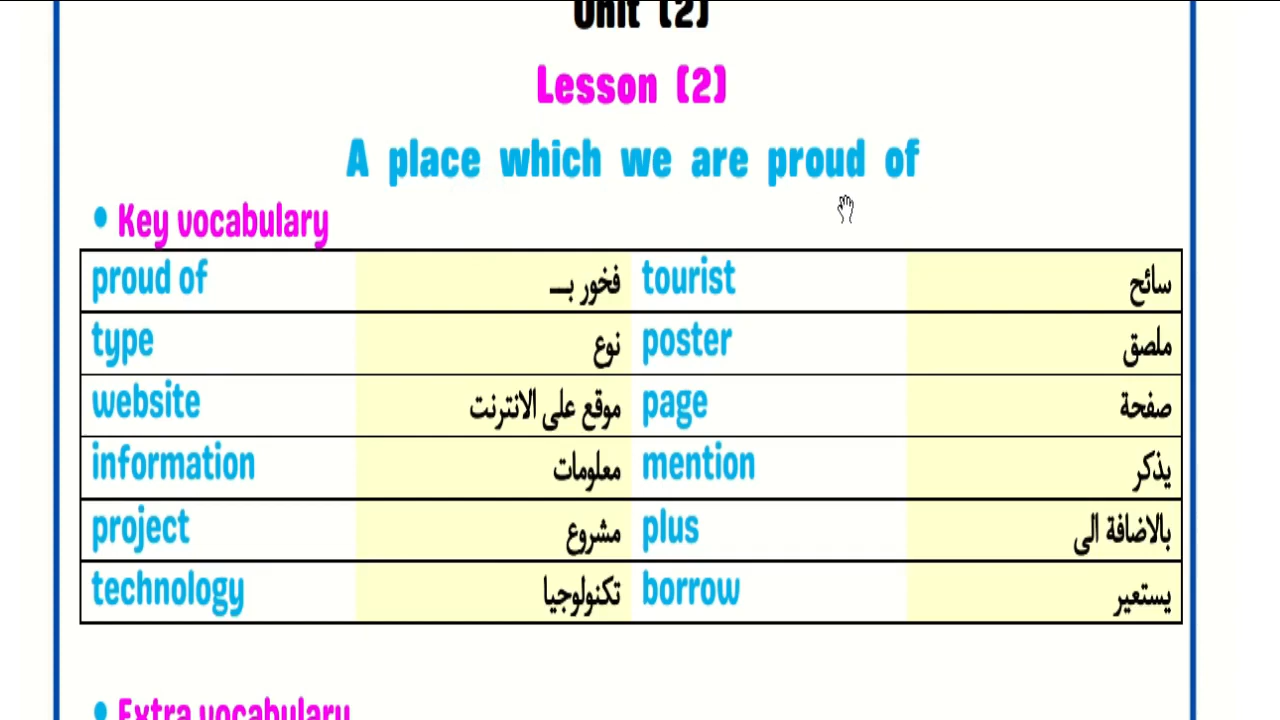 Unit (2)
Lesson (2)
A place which we are proud of
• Key vocabulary
proud of فخور بــ tourist سائح
type نوع poster ملصق
website موقع على الانترنت page صفحة
information معلومات mention يذكر
project مشروع plus بالاضافة الى
technology تكنولوجيا borrow يستعير
• Extra vocabulary